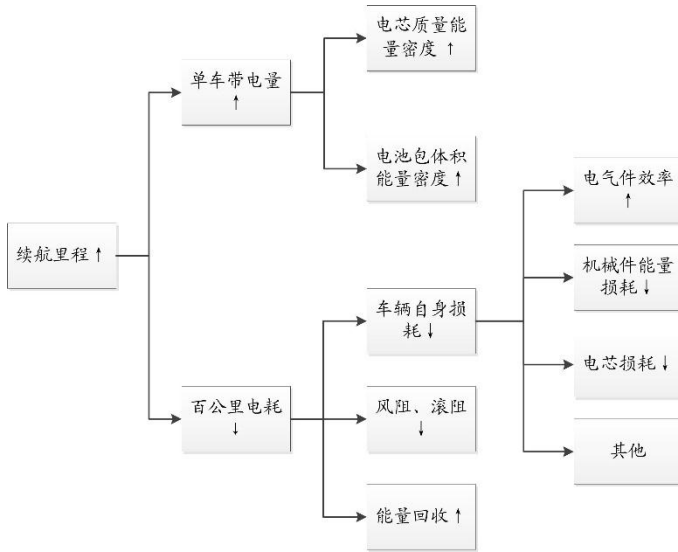 电芯质量能
量密度 ↑
单车带电量
↑
电池包体积
能量密度↑
电气件效率
↑
续航里程↑
机械件能量
损耗↓
车辆自身损
耗↓
电芯损耗↓
百公里电耗
↓
风阻、滚阻
↓
其他
能量回收↑